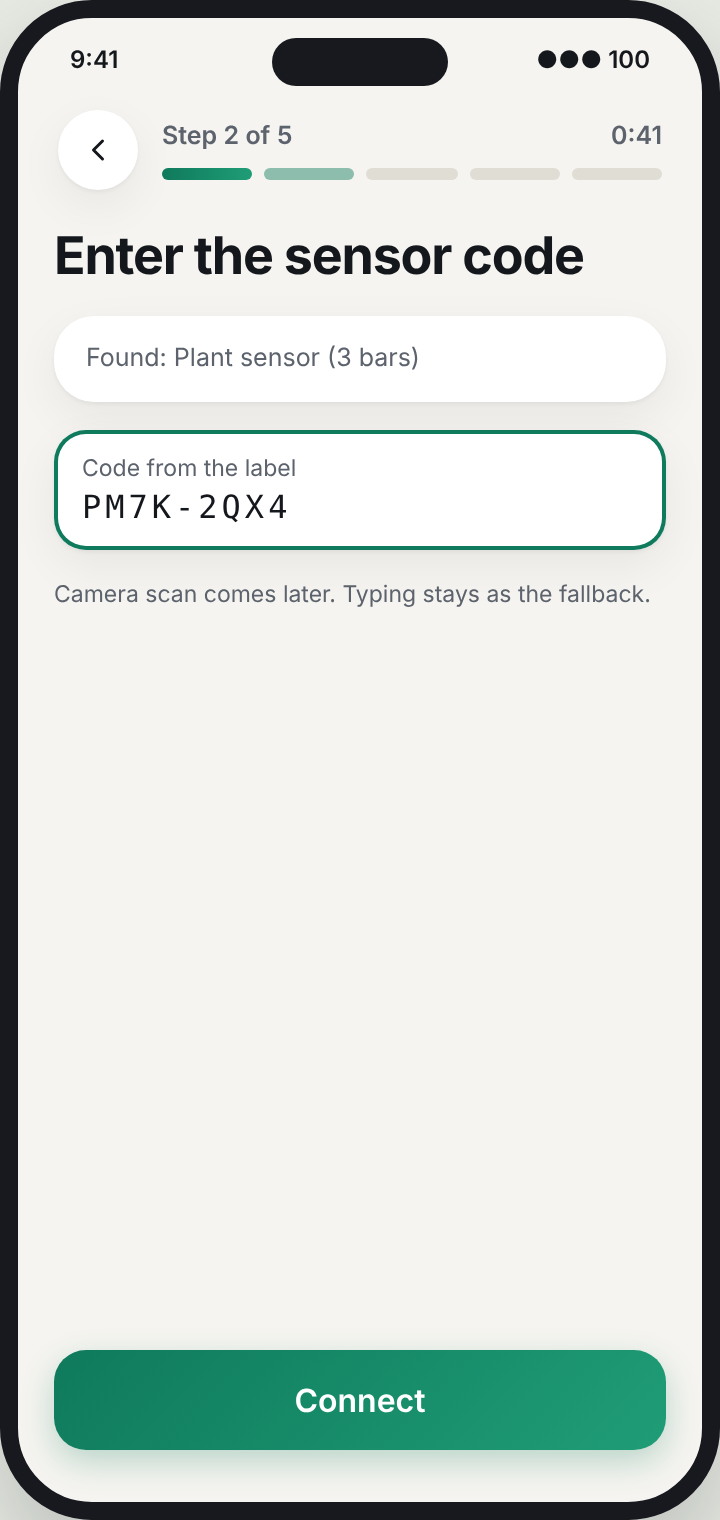 9:41
100
Step 2 of 5
0:41
Enter the sensor code
Found: Plant sensor (3 bars)
Code from the label
PM7K-2QX4
Camera scan comes later. Typing stays as the fallback.
Connect